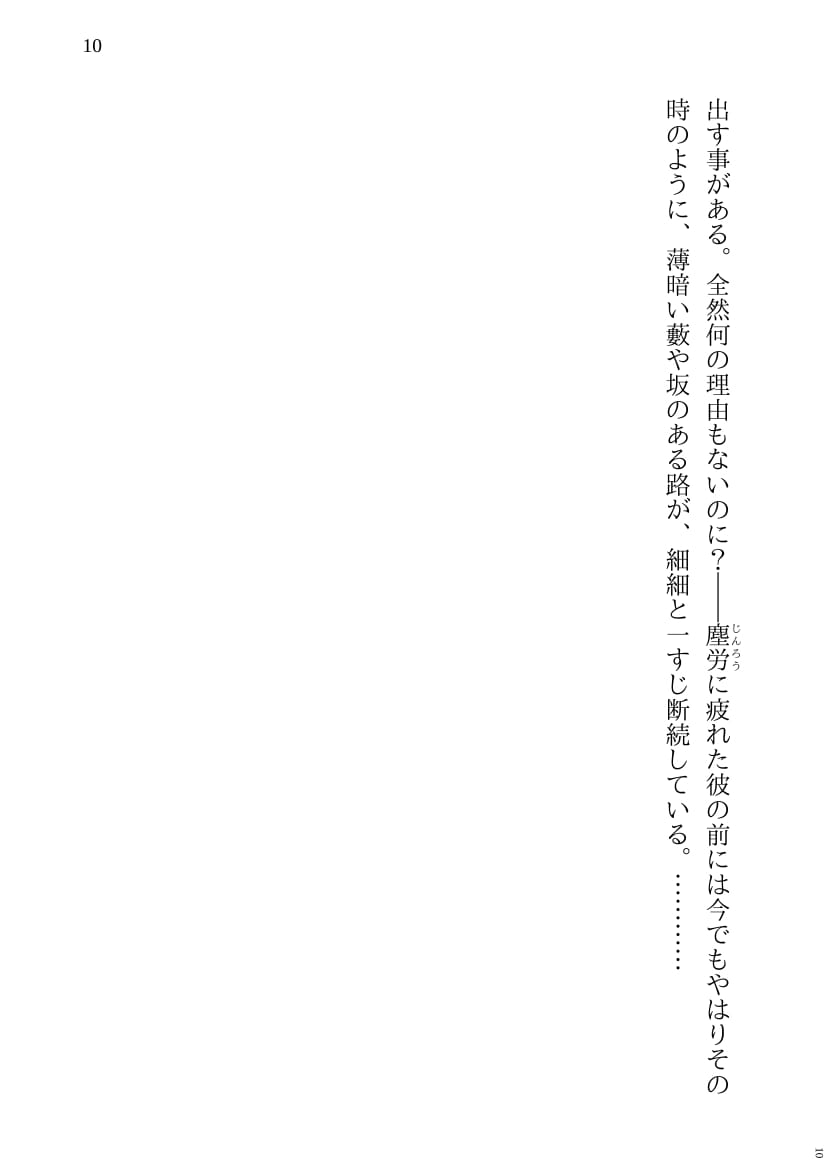 10
出す事がある。全然何の理由もないのに？――塵労に疲れた彼の前には今でもやはりその
じんろう
時のように、薄暗い藪や坂のある路が、細細と一すじ断続している。…………
10